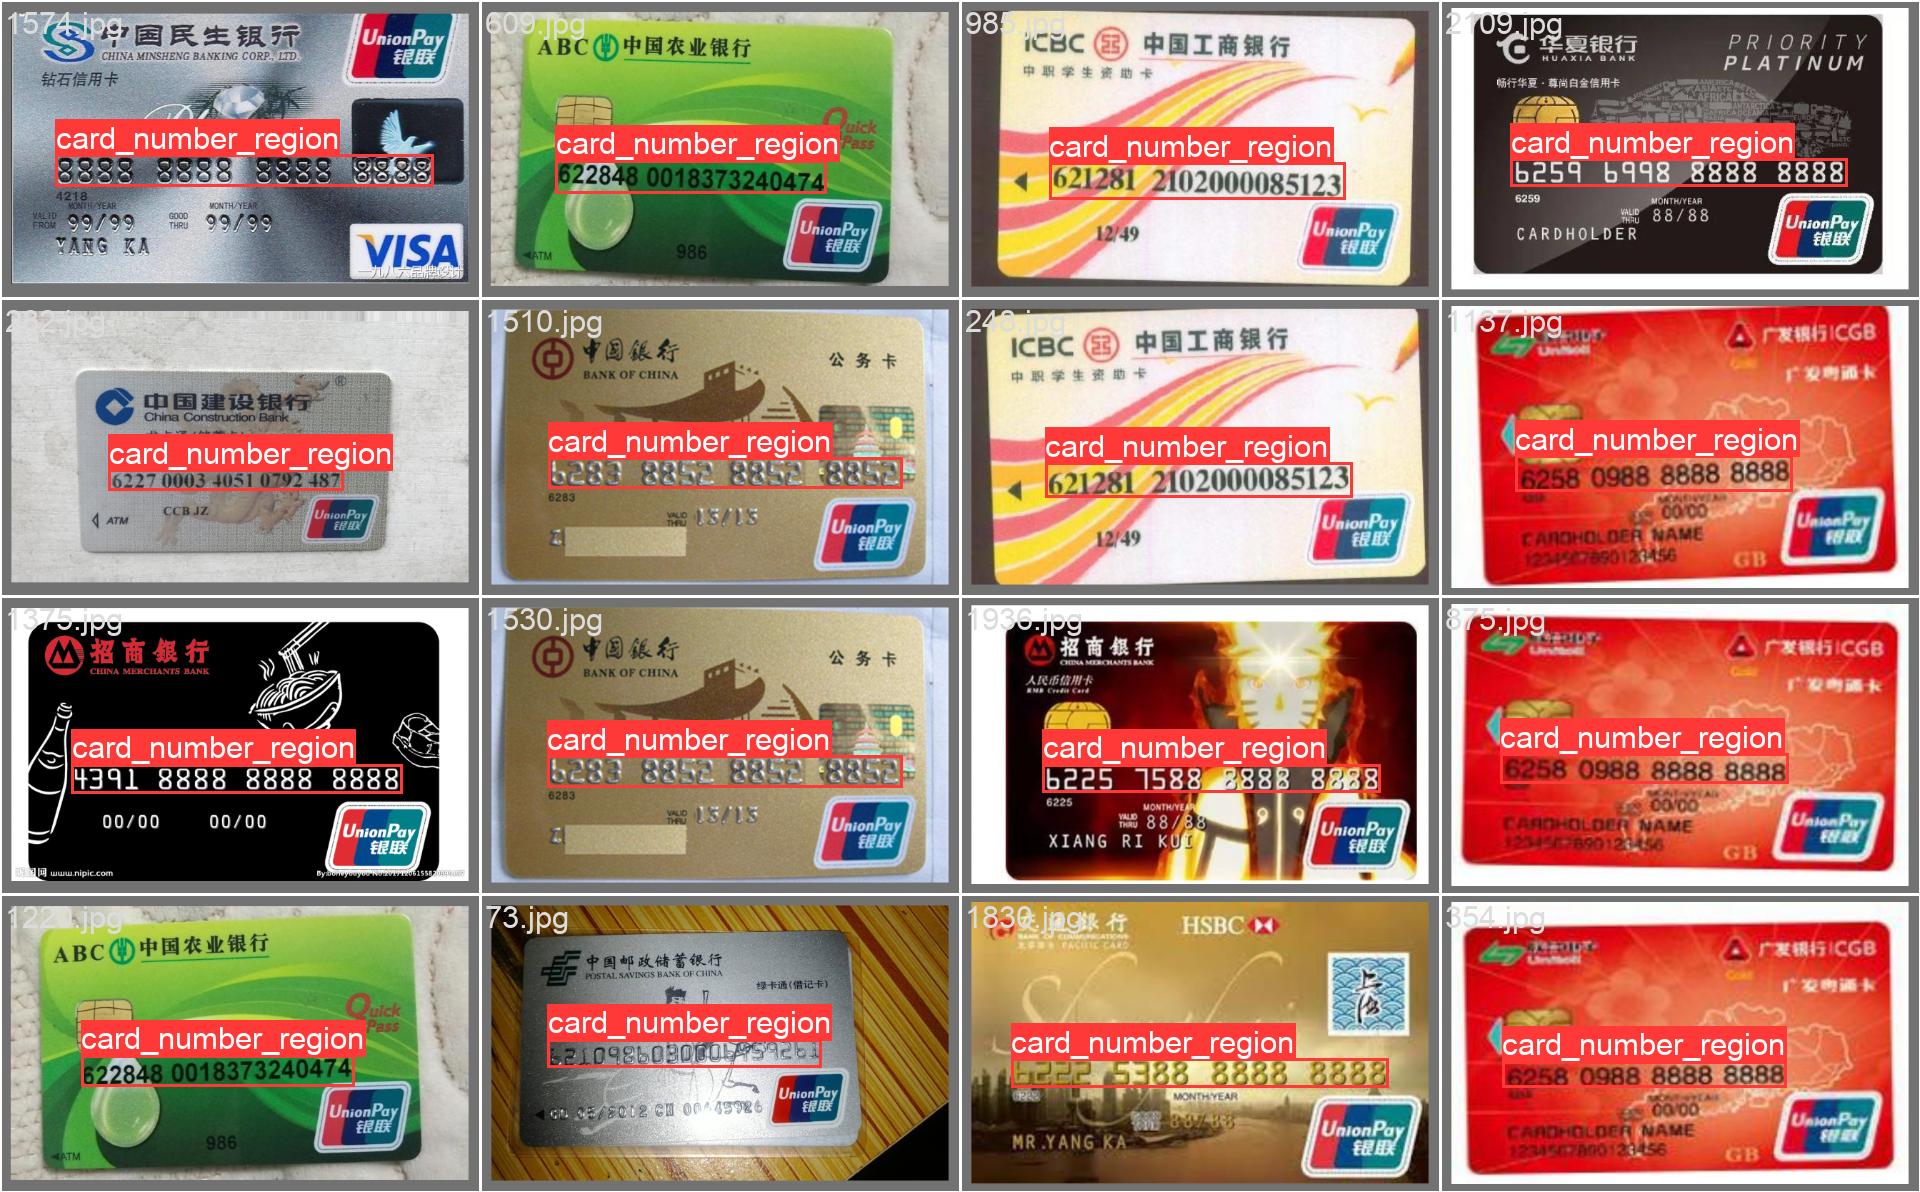 1574.jpg
中国民生银行
CHINA MINSHENG BANKING CORP., LTD.
钻石信用卡
UnionPay
银联
card_number_region
8888 8888 8888 8888
4218
MONTH/YEAR MONTH/YEAR
VALID FROM 99/99 GOOD THRU 99/99
YANG KA
VISA
609.jpg
ABC 中国农业银行
Quick Pass
card_number_region
622848 0018373240474
ATM
986
UnionPay
银联
985.jpg
ICBC 中国工商银行
中职学生资助卡
card_number_region
621281 2102000085123
12/49
UnionPay
银联
2109.jpg
华夏银行
HUAXIA BANK
PRIORITY
PLATINUM
畅行华夏·尊尚白金信用卡
card_number_region
6259 6998 8888 8888
6259
MONTH/YEAR
VALID THRU 88/88
CARDHOLDER
UnionPay
银联
282.jpg
中国建设银行
China Construction Bank
card_number_region
6227 0003 4051 0792 487
CCB JZ
ATM
UnionPay
银联
1510.jpg
中国銀行
BANK OF CHINA
公务卡
card_number_region
6283 8852 8852 8852
6283
VALID THRU 13/13
UnionPay
银联
248.jpg
ICBC 中国工商银行
中职学生资助卡
card_number_region
621281 2102000085123
12/49
UnionPay
银联
1137.jpg
广发银行|CGB
广发粤通卡
card_number_region
6258 0988 8888 8888
MONTH/YEAR
00/00
CARDHOLDER NAME
1234567890123456
GB
UnionPay
银联
1375.jpg
招商银行
CHINA MERCHANTS BANK
card_number_region
4391 8888 8888 8888
00/00 00/00
UnionPay
银联
www.nipic.com
1530.jpg
中国銀行
BANK OF CHINA
公务卡
card_number_region
6283 8852 8852 8852
6283
VALID THRU 13/13
UnionPay
银联
1936.jpg
招商银行
CHINA MERCHANTS BANK
人民币信用卡
RMB Credit Card
card_number_region
6225 7588 8888 8888
6225
MONTH/YEAR
VALID THRU 88/88
XIANG RI KUI
UnionPay
银联
875.jpg
广发银行|CGB
广发粤通卡
card_number_region
6258 0988 8888 8888
MONTH/YEAR
00/00
CARDHOLDER NAME
1234567890123456
GB
UnionPay
银联
ABC 中国农业银行
Quick Pass
card_number_region
622848 0018373240474
ATM
986
UnionPay
银联
73.jpg
中国邮政储蓄银行
POSTAL SAVINGS BANK OF CHINA
绿卡通(借记卡)
card_number_region
UnionPay
银联
1830.jpg
HSBC
上海
card_number_region
6222 5388 8888 8888
MONTH/YEAR
88/88
MR.YANG KA
UnionPay
银联
354.jpg
广发银行|CGB
广发粤通卡
card_number_region
6258 0988 8888 8888
00/00
CARDHOLDER NAME
1234567890123456
GB
UnionPay
银联